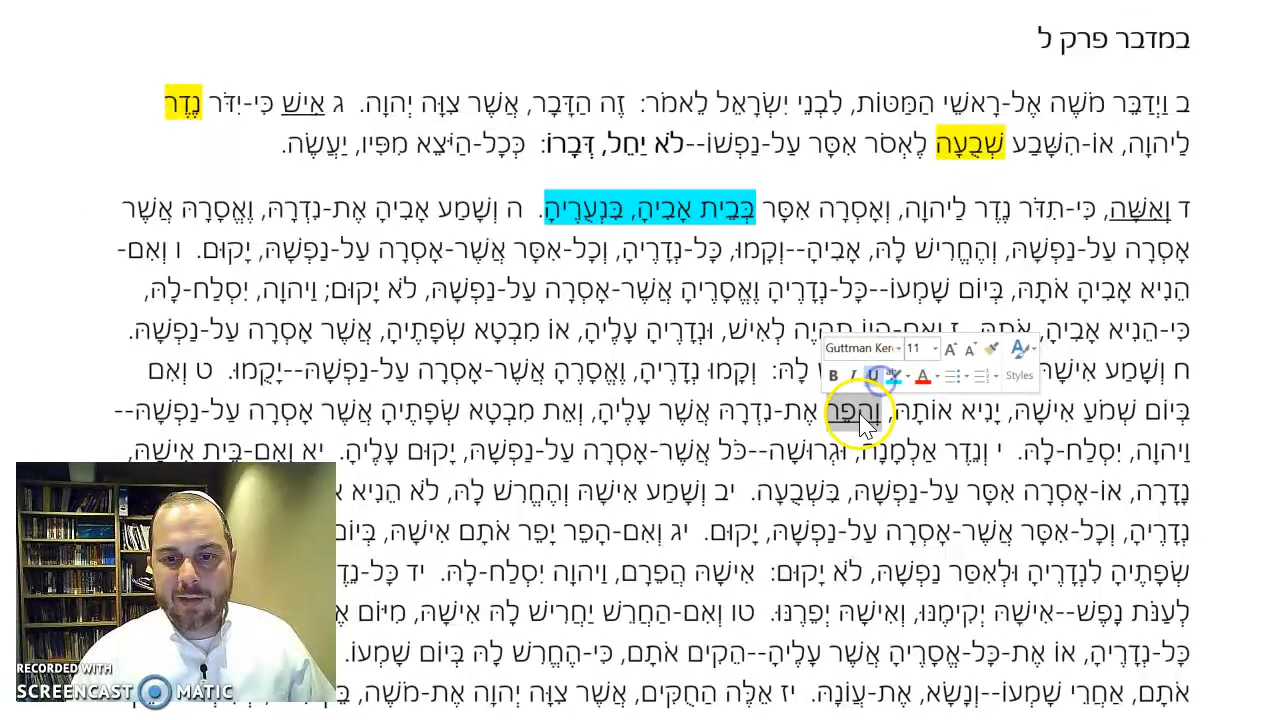 במדבר פרק ל
ב וַיְדַבֵּר מֹשֶׁה אֶל-רָאשֵׁי הַמַּטּוֹת, לִבְנֵי יִשְׂרָאֵל לֵאמֹר: זֶה הַדָּבָר, אֲשֶׁר צִוָּה יְהוָה. ג אִישׁ כִּי-יִדֹּר נֶדֶר
לַיהוָה, אוֹ-הִשָּׁבַע שְׁבֻעָה לֶאְסֹר אִסָּר עַל-נַפְשׁוֹ--לֹא יַחֵל, דְּבָרוֹ: כְּכָל-הַיֹּצֵא מִפִּיו, יַעֲשֶׂה.
ד וְאִשָּׁה, כִּי-תִדֹּר נֶדֶר לַיהוָה, וְאָסְרָה אִסָּר בְּבֵית אָבִיהָ, בִּנְעֻרֶיהָ. ה וְשָׁמַע אָבִיהָ אֶת-נִדְרָהּ, וֶאֱסָרָהּ אֲשֶׁר
אָסְרָה עַל-נַפְשָׁהּ, וְהֶחֱרִישׁ לָהּ, אָבִיהָ--וְקָמוּ, כָּל-נְדָרֶיהָ, וְכָל-אִסָּר אֲשֶׁר-אָסְרָה עַל-נַפְשָׁהּ, יָקוּם. ו וְאִם-
הֵנִיא אָבִיהָ אֹתָהּ, בְּיוֹם שָׁמְעוֹ--כָּל-נְדָרֶיהָ וֶאֱסָרֶיהָ אֲשֶׁר-אָסְרָה עַל-נַפְשָׁהּ, לֹא יָקוּם; וַיהוָה, יִסְלַח-לָהּ,
כִּי-הֵנִיא אָבִיהָ, אֹתָהּ. ז וְאִם-הָיוֹ תִהְיֶה לְאִישׁ, וּנְדָרֶיהָ עָלֶיהָ, אוֹ מִבְטָא שְׂפָתֶיהָ, אֲשֶׁר אָסְרָה עַל-נַפְשָׁהּ.
ח וְשָׁמַע אִישָׁהּ לָהּ: וְקָמוּ נְדָרֶיהָ, וֶאֱסָרֶהָ אֲשֶׁר-אָסְרָה עַל-נַפְשָׁהּ--יָקֻמוּ. ט וְאִם
Guttman Ker 11
B I U Styles
בְּיוֹם שְׁמֹעַ אִישָׁהּ, יָנִיא אוֹתָהּ, וְהֵפֵר אֶת-נִדְרָהּ אֲשֶׁר עָלֶיהָ, וְאֵת מִבְטָא שְׂפָתֶיהָ אֲשֶׁר אָסְרָה עַל-נַפְשָׁהּ--
וַיהוָה, יִסְלַח-לָהּ. י וְנֵדֶר אַלְמָנָה, וּגְרוּשָׁה--כֹּל אֲשֶׁר-אָסְרָה עַל-נַפְשָׁהּ, יָקוּם עָלֶיהָ. יא וְאִם-בֵּית אִישָׁהּ,
נָדָרָה, אוֹ-אָסְרָה אִסָּר עַל-נַפְשָׁהּ, בִּשְׁבֻעָה. יב וְשָׁמַע אִישָׁהּ וְהֶחֱרִשׁ לָהּ, לֹא הֵנִיא
נְדָרֶיהָ, וְכָל-אִסָּר אֲשֶׁר-אָסְרָה עַל-נַפְשָׁהּ, יָקוּם. יג וְאִם-הָפֵר יָפֵר אֹתָם אִישָׁהּ,
שְׂפָתֶיהָ לִנְדָרֶיהָ וּלְאִסַּר נַפְשָׁהּ, לֹא יָקוּם: אִישָׁהּ הֲפֵרָם, וַיהוָה יִסְלַח-לָהּ. יד
לְעַנֹּת נָפֶשׁ--אִישָׁהּ יְקִימֶנּוּ, וְאִישָׁהּ יְפֵרֶנּוּ. טו וְאִם-הַחֲרֵשׁ יַחֲרִישׁ לָהּ אִישָׁהּ, מִיּוֹם
כָּל-נְדָרֶיהָ, אוֹ אֶת-כָּל-אֱסָרֶיהָ אֲשֶׁר עָלֶיהָ--הֵקִים אֹתָם, כִּי-הֶחֱרִשׁ לָהּ בְּיוֹם שָׁמְעוֹ.
אֹתָם, אַחֲרֵי שָׁמְעוֹ--וְנָשָׂא, אֶת-עֲוֺנָהּ. יז אֵלֶּה הַחֻקִּים, אֲשֶׁר צִוָּה יְהוָה אֶת-מֹשֶׁה,
RECORDED WITH
SCREENCAST MATIC